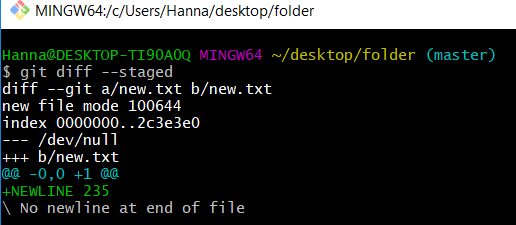 MINGW64:/c/Users/Hanna/desktop/folder
Hanna@DESKTOP-TI90AOQ MINGW64 ~/desktop/folder (master)
$ git diff --staged
diff --git a/new.txt b/new.txt
new file mode 100644
index 0000000..2c3e3e0
--- /dev/null
+++ b/new.txt
@@ -0,0 +1 @@
+NEWLINE 235
\ No newline at end of file